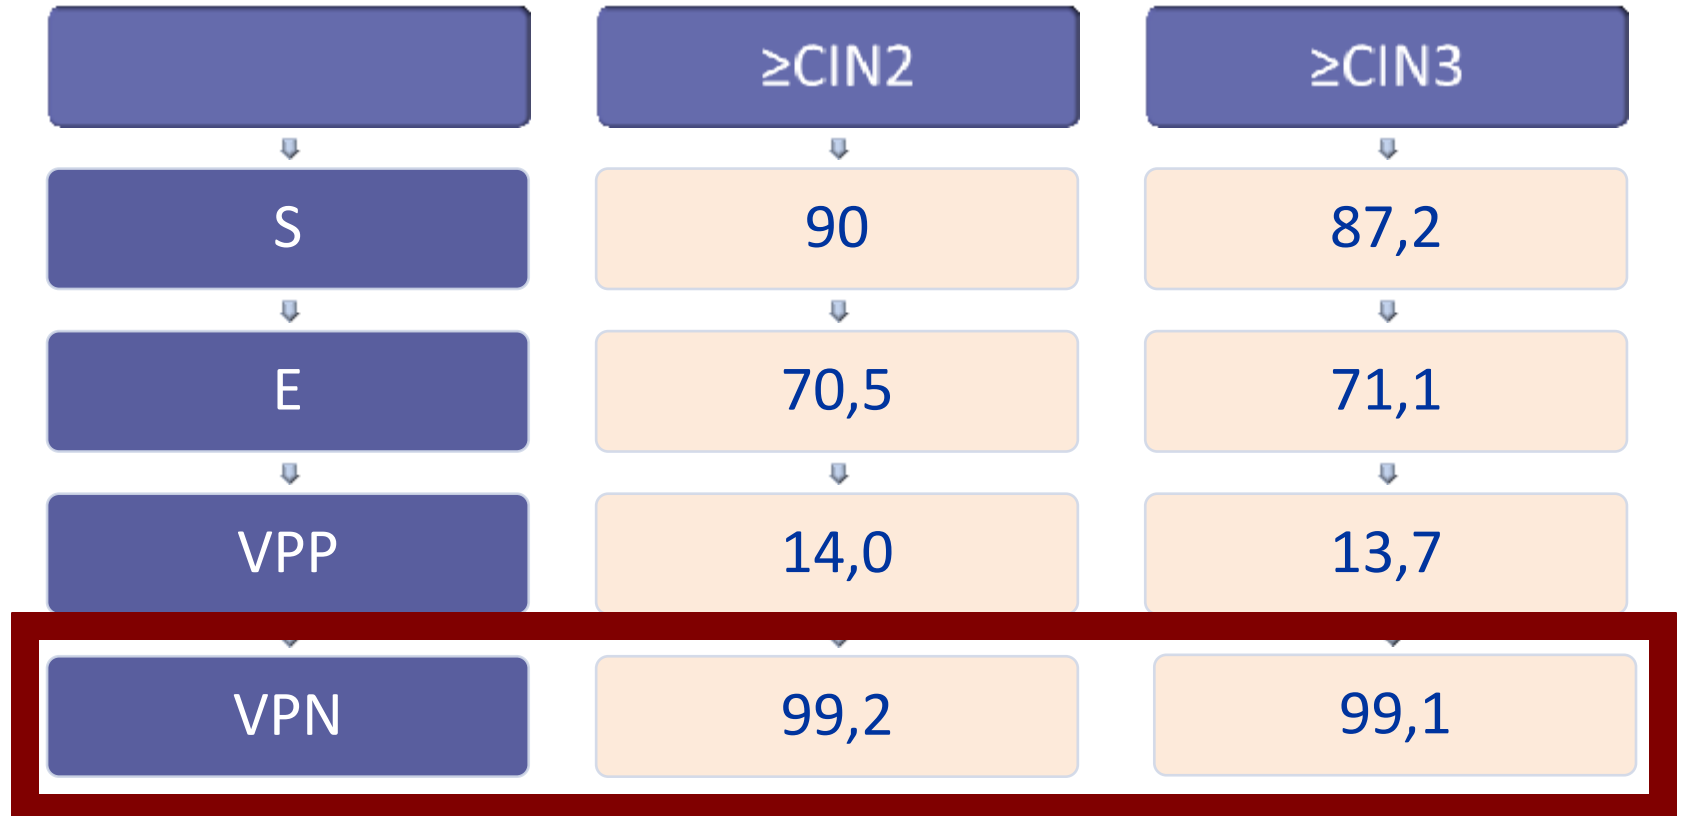 ≥CIN2 ≥CIN3
S 90 87,2
E 70,5 71,1
VPP 14,0 13,7
VPN 99,2 99,1